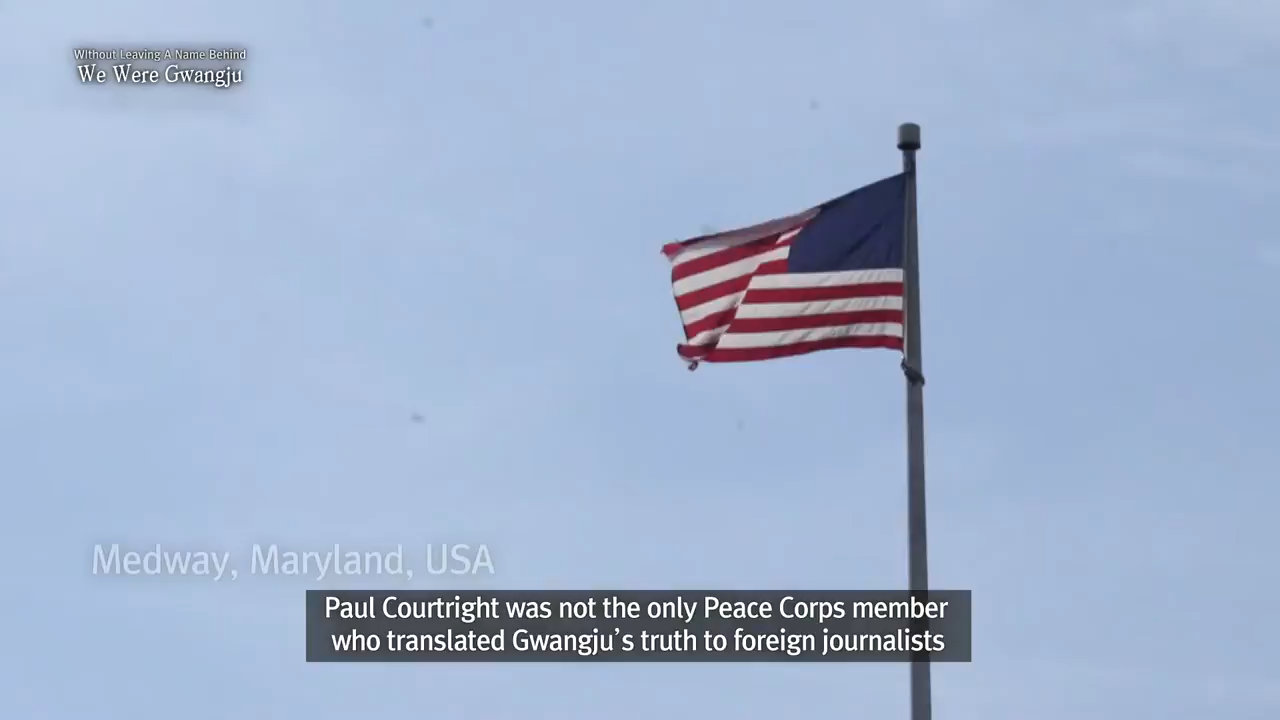 WIthout Leaving A Name Behind
We Were Gwangju
Medway, Maryland, USA
Paul Courtright was not the only Peace Corps member
who translated Gwangju's truth to foreign journalists